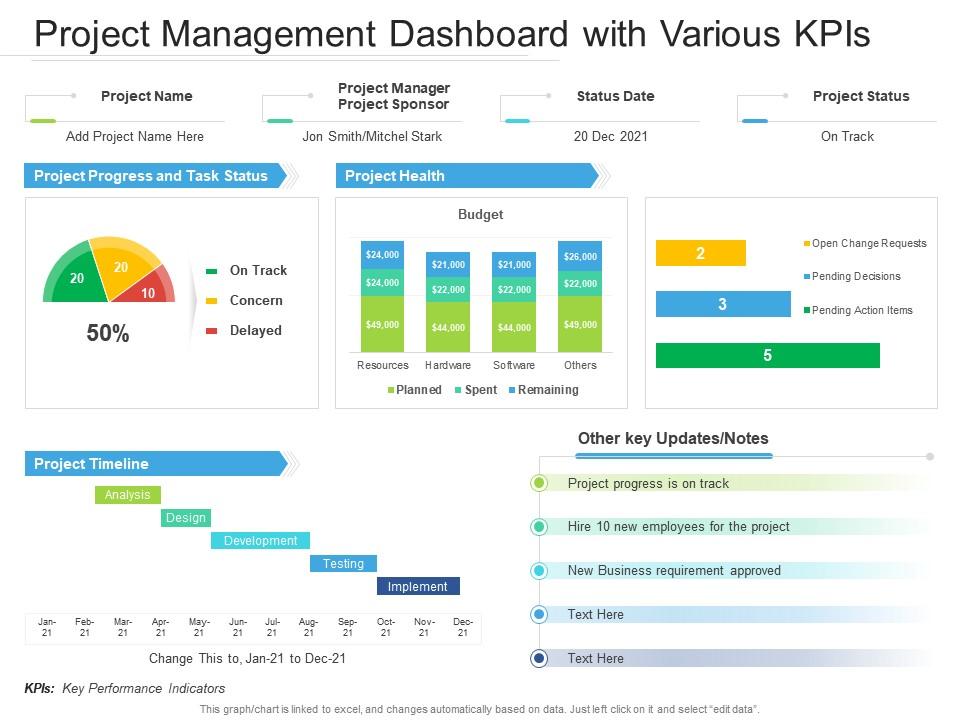 Project Management Dashboard with Various KPIs
Project Name
Add Project Name Here
Project Manager
Project Sponsor
Jon Smith/Mitchel Stark
Status Date
20 Dec 2021
Project Status
On Track
Project Progress and Task Status
20
20
10
50%
On Track
Concern
Delayed
Project Health
Budget
$24,000 $21,000 $21,000 $26,000
$24,000 $22,000 $22,000 $22,000
$49,000 $44,000 $44,000 $49,000
Resources Hardware Software Others
Planned Spent Remaining
2
3
5
Open Change Requests
Pending Decisions
Pending Action Items
Project Timeline
Analysis
Design
Development
Testing
Implement
Jan- Feb- Mar- Apr- May- Jun- Jul- Aug- Sep- Oct- Nov- Dec-
21 21 21 21 21 21 21 21 21 21 21 21
Change This to, Jan-21 to Dec-21
Other key Updates/Notes
Project progress is on track
Hire 10 new employees for the project
New Business requirement approved
Text Here
Text Here
KPIs: Key Performance Indicators
This graph/chart is linked to excel, and changes automatically based on data. Just left click on it and select “edit data”.